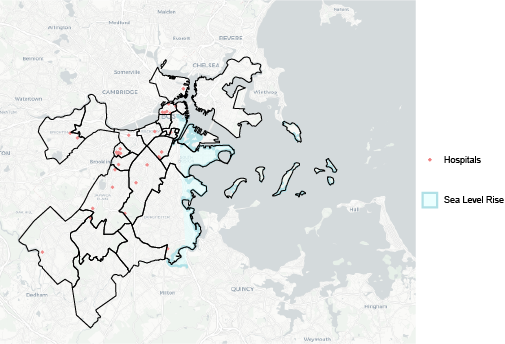 Malden
Medford
Arlington
Everett
REVERE
Belmont
CHELSEA
Somerville
Winthrop
CAMBRIDGE
Watertown
Hospitals
Brookline
Sea Level Rise
Hull
QUINCY
Dedham
Milton
Hingham
Weymouth